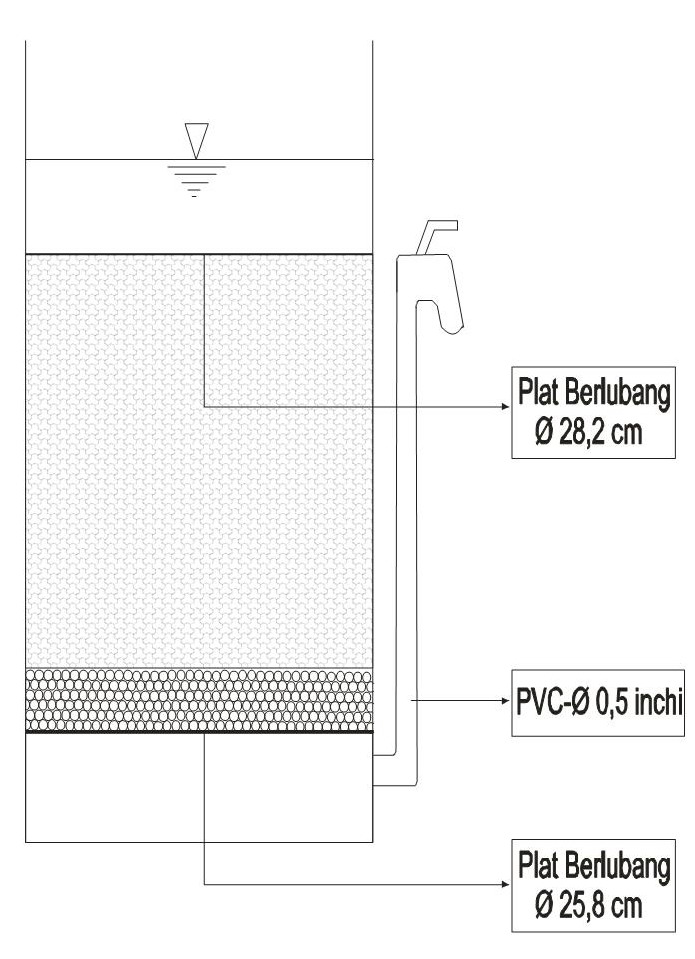 Plat Berlubang
Ø 28,2 cm
PVC-Ø 0,5 inchi
Plat Berlubang
Ø 25,8 cm